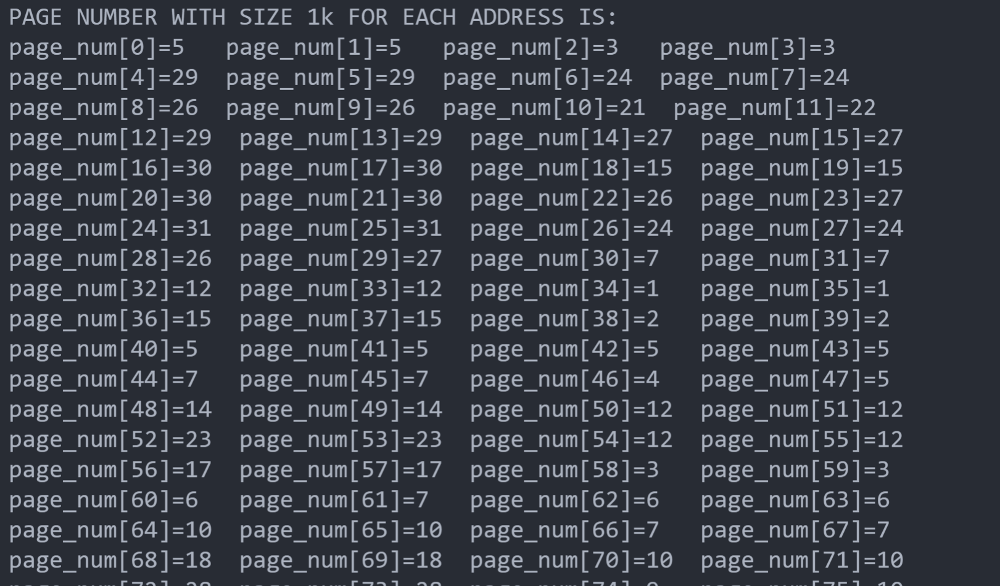 PAGE NUMBER WITH SIZE 1k FOR EACH ADDRESS IS:
page_num[0]=5   page_num[1]=5   page_num[2]=3   page_num[3]=3
page_num[4]=29  page_num[5]=29  page_num[6]=24  page_num[7]=24
page_num[8]=26  page_num[9]=26  page_num[10]=21  page_num[11]=22
page_num[12]=29  page_num[13]=29  page_num[14]=27  page_num[15]=27
page_num[16]=30  page_num[17]=30  page_num[18]=15  page_num[19]=15
page_num[20]=30  page_num[21]=30  page_num[22]=26  page_num[23]=27
page_num[24]=31  page_num[25]=31  page_num[26]=24  page_num[27]=24
page_num[28]=26  page_num[29]=27  page_num[30]=7   page_num[31]=7
page_num[32]=12  page_num[33]=12  page_num[34]=1   page_num[35]=1
page_num[36]=15  page_num[37]=15  page_num[38]=2   page_num[39]=2
page_num[40]=5   page_num[41]=5   page_num[42]=5   page_num[43]=5
page_num[44]=7   page_num[45]=7   page_num[46]=4   page_num[47]=5
page_num[48]=14  page_num[49]=14  page_num[50]=12  page_num[51]=12
page_num[52]=23  page_num[53]=23  page_num[54]=12  page_num[55]=12
page_num[56]=17  page_num[57]=17  page_num[58]=3   page_num[59]=3
page_num[60]=6   page_num[61]=7   page_num[62]=6   page_num[63]=6
page_num[64]=10  page_num[65]=10  page_num[66]=7   page_num[67]=7
page_num[68]=18  page_num[69]=18  page_num[70]=10  page_num[71]=10